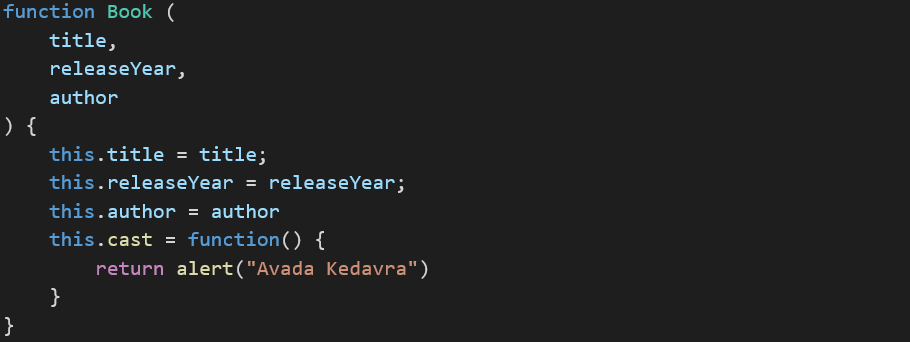 function Book (
    title,
    releaseYear,
    author
) {
    this.title = title;
    this.releaseYear = releaseYear;
    this.author = author
    this.cast = function() {
        return alert("Avada Kedavra")
    }
}